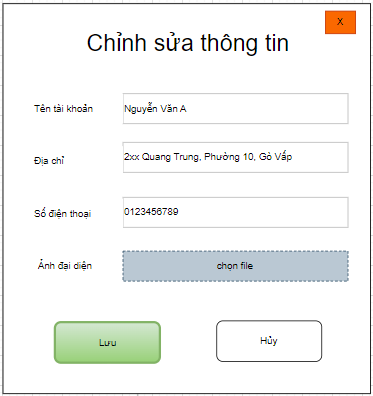 X
Chỉnh sửa thông tin
Tên tài khoản
Nguyễn Văn A
Địa chỉ
2xx Quang Trung, Phường 10, Gò Vấp
Số điện thoại
0123456789
Ảnh đại diện
chọn file
Lưu
Hủy